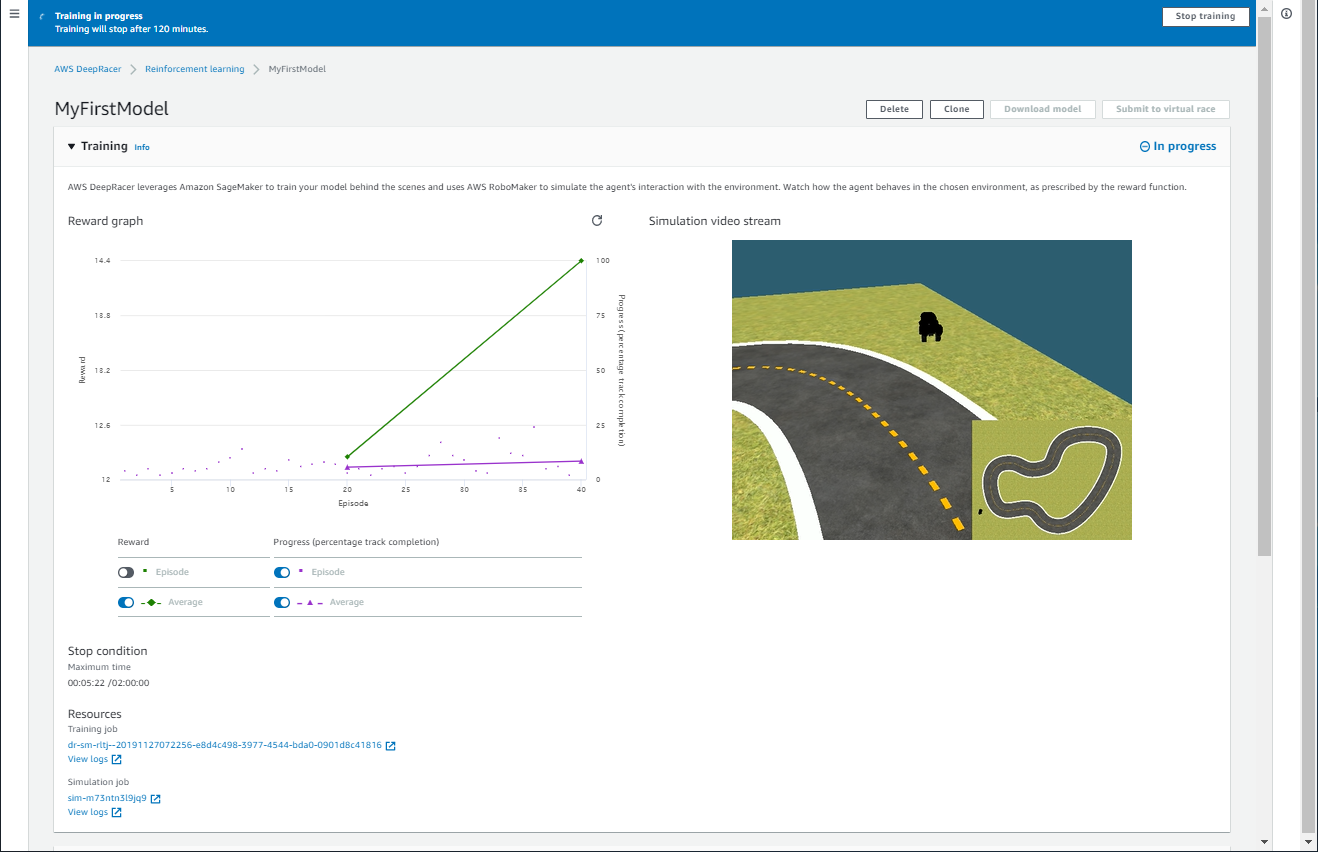 Training in progress
Training will stop after 120 minutes.
Stop training
AWS DeepRacer
Reinforcement learning
MyFirstModel
MyFirstModel
Delete
Clone
Download model
Submit to virtual race
Training Info
In progress
AWS DeepRacer leverages Amazon SageMaker to train your model behind the scenes and uses AWS RoboMaker to simulate the agent's interaction with the environment. Watch how the agent behaves in the chosen environment, as prescribed by the reward function.
Reward graph
Simulation video stream
14.4
13.8
13.2
12.6
12
Reward
100
75
50
25
0
Progress (percentage track completion)
5
10
15
20
25
30
35
40
Episode
Reward
Progress (percentage track completion)
Episode
Episode
Average
Average
Stop condition
Maximum time
00:05:22 /02:00:00
Resources
Training job
dr-sm-rltj--20191127072256-e8d4c498-3977-4544-bda0-0901d8c41816
View logs
Simulation job
sim-m73ntn3l9jq9
View logs